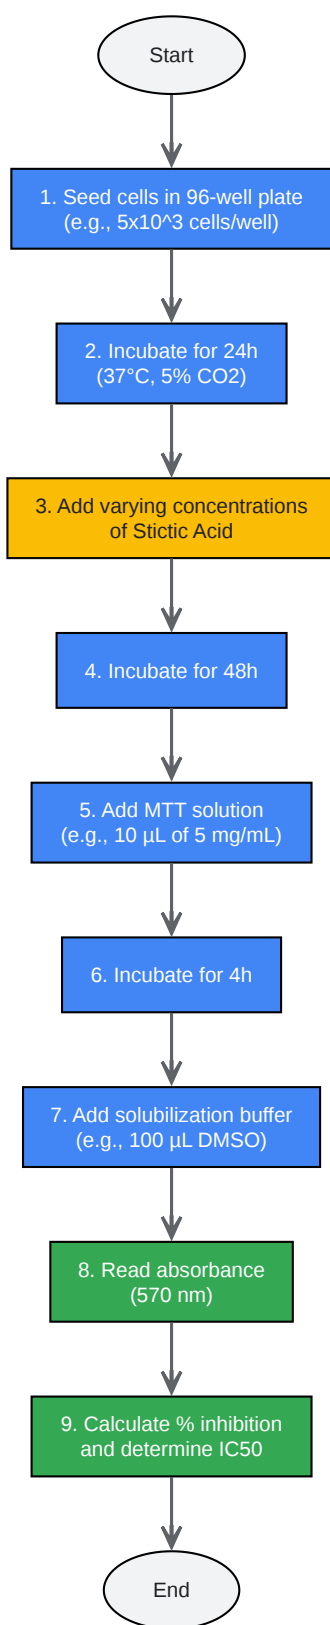 Start
1. Seed cells in 96-well plate
(e.g., 5x10^3 cells/well)
2. Incubate for 24h
(37°C, 5% CO2)
3. Add varying concentrations
of Stictic Acid
4. Incubate for 48h
5. Add MTT solution
(e.g., 10 µL of 5 mg/mL)
6. Incubate for 4h
7. Add solubilization buffer
(e.g., 100 µL DMSO)
8. Read absorbance
(570 nm)
9. Calculate % inhibition
and determine IC50
End